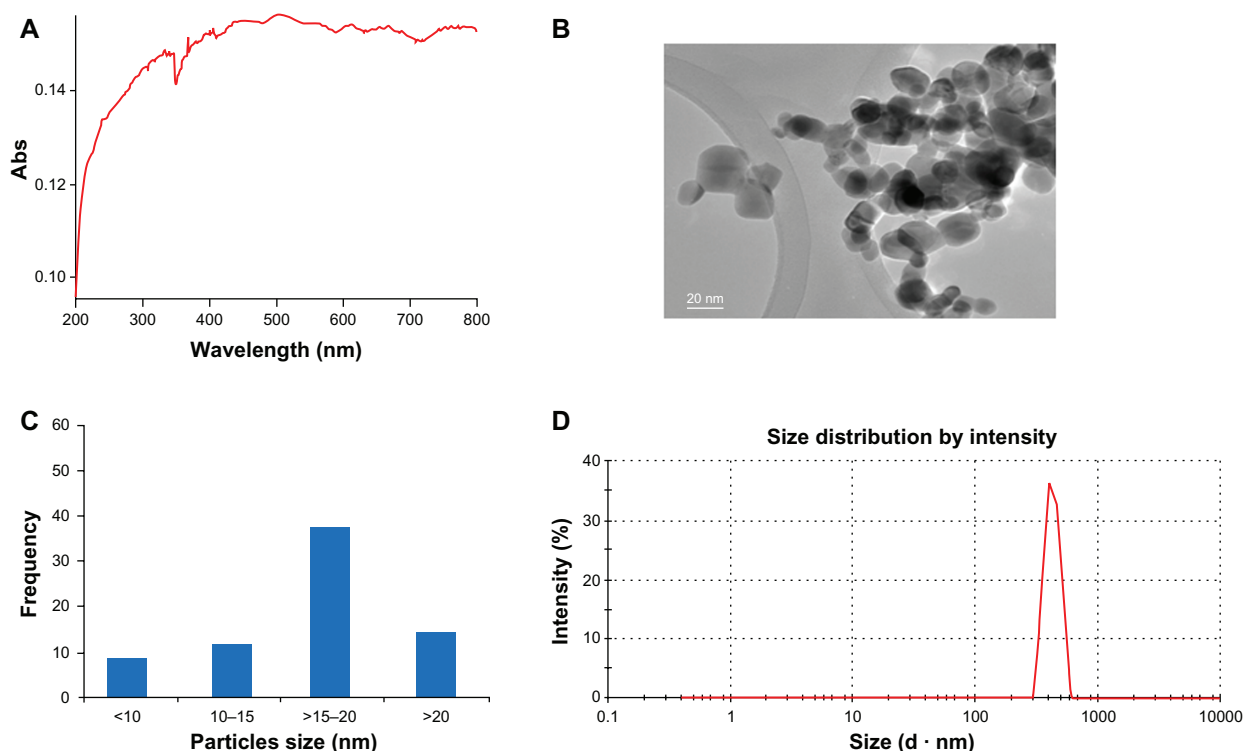 A
Abs
0.14
0.12
0.10
200 300 400 500 600 700 800
Wavelength (nm)
B
20 nm
C
Frequency
60
50
40
30
20
10
0
<10 10–15 >15–20 >20
Particles size (nm)
D
Size distribution by intensity
Intensity (%)
40
30
20
10
0
0.1 1 10 100 1000 10000
Size (d · nm)